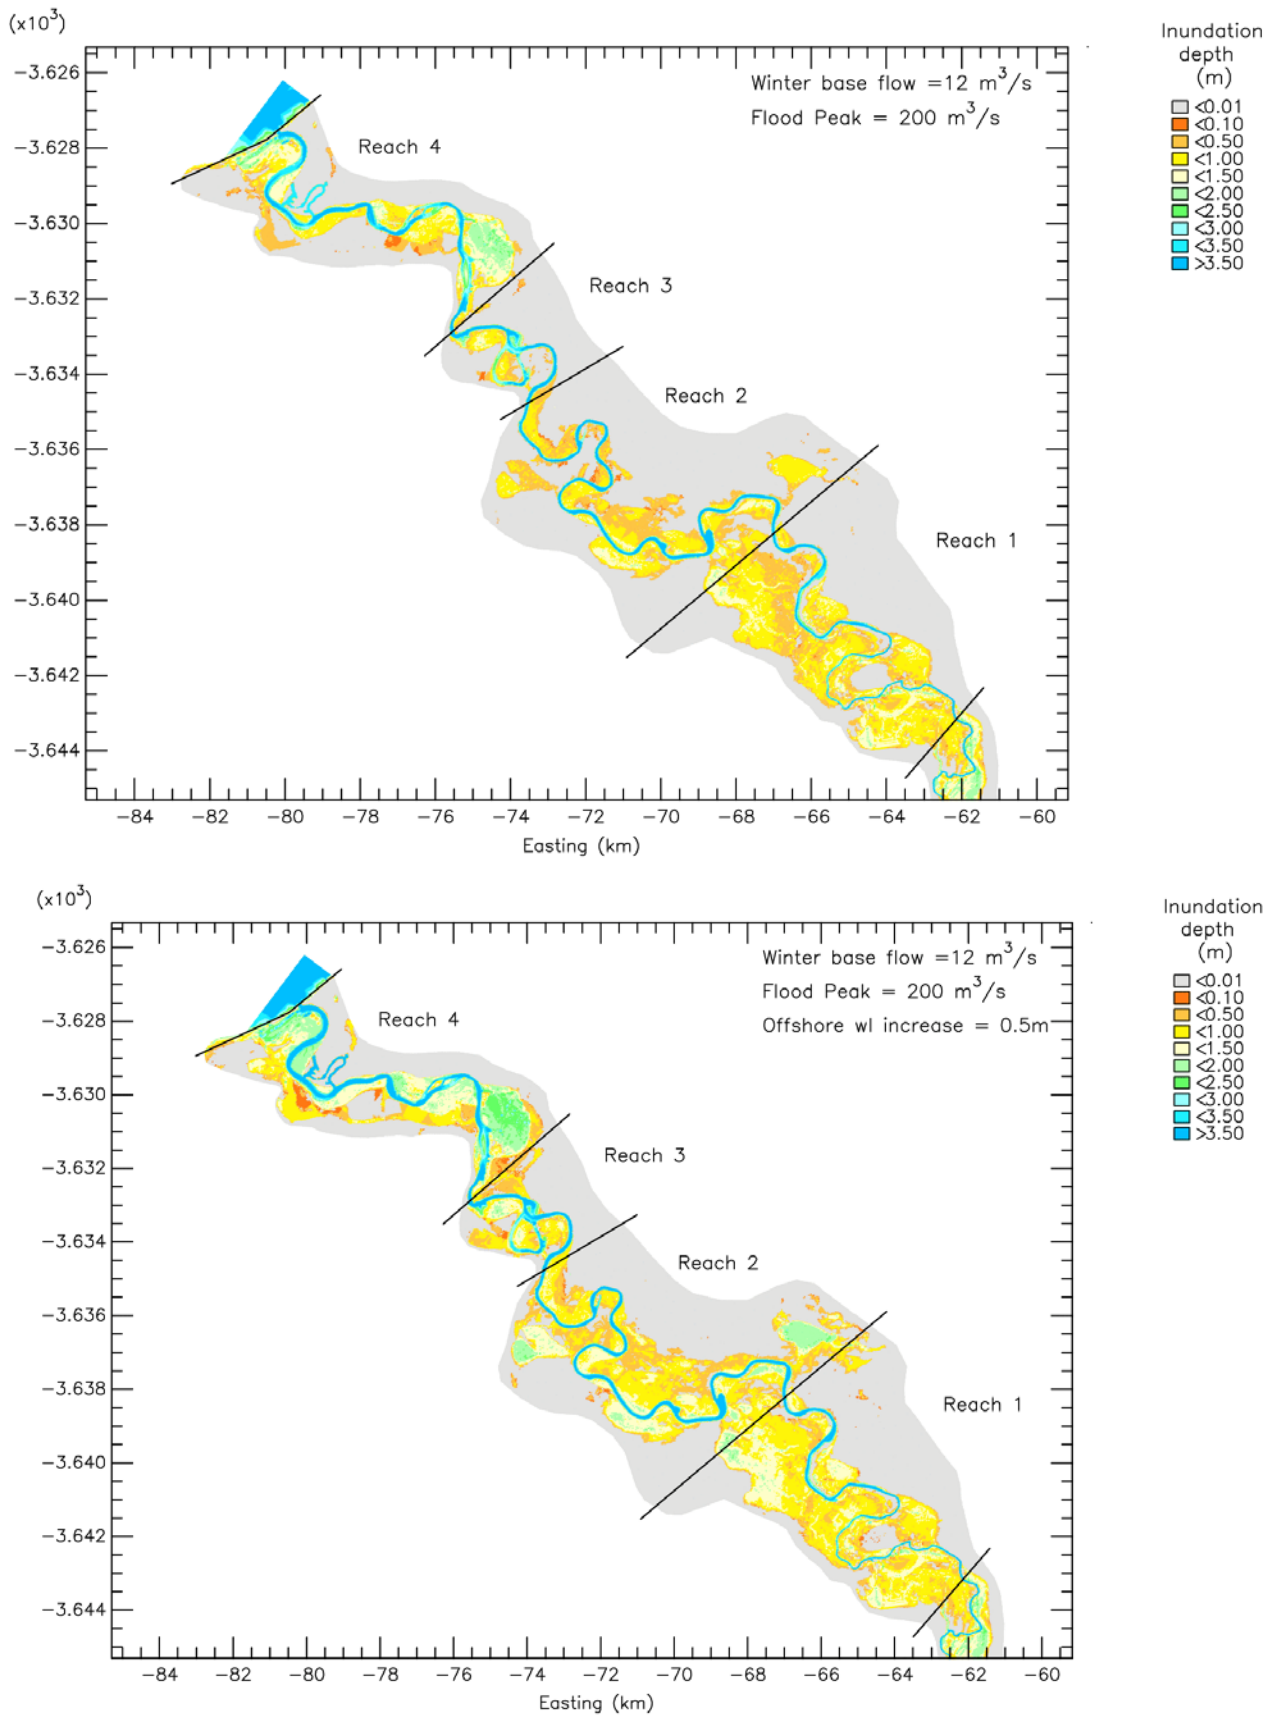 (x10³)
Inundation
depth
(m)
Winter base flow =12 m³/s
Flood Peak = 200 m³/s
−3.626
−3.628
−3.630
−3.632
−3.634
−3.636
−3.638
−3.640
−3.642
−3.644
<0.01
<0.10
<0.50
<1.00
<1.50
<2.00
<2.50
<3.00
<3.50
>3.50
Reach 4
Reach 3
Reach 2
Reach 1
−84 −82 −80 −78 −76 −74 −72 −70 −68 −66 −64 −62 −60
Easting (km)
(x10³)
Inundation
depth
(m)
Winter base flow =12 m³/s
Flood Peak = 200 m³/s
Offshore wl increase = 0.5m
−3.626
−3.628
−3.630
−3.632
−3.634
−3.636
−3.638
−3.640
−3.642
−3.644
<0.01
<0.10
<0.50
<1.00
<1.50
<2.00
<2.50
<3.00
<3.50
>3.50
Reach 4
Reach 3
Reach 2
Reach 1
−84 −82 −80 −78 −76 −74 −72 −70 −68 −66 −64 −62 −60
Easting (km)